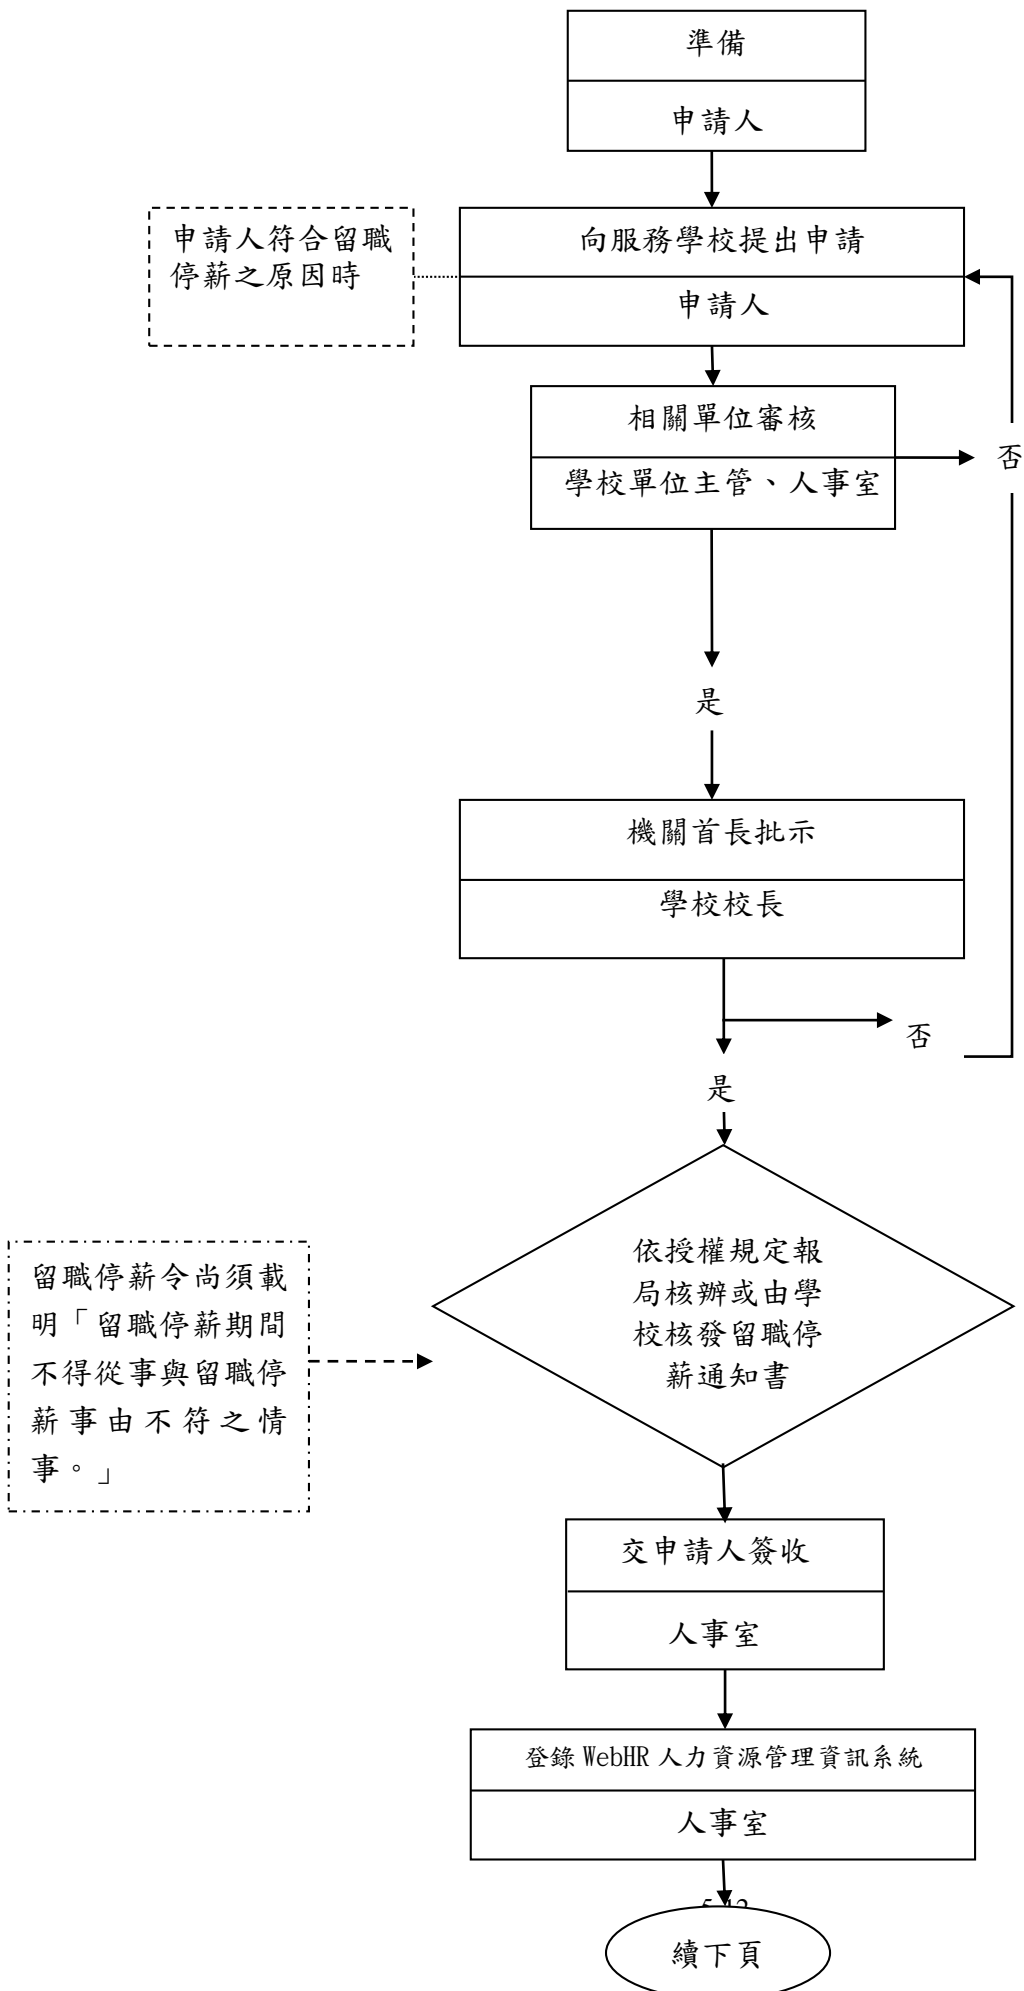 準備
申請人
申請人符合留職
停薪之原因時
向服務學校提出申請
申請人
相關單位審核
學校單位主管、人事室
否
是
機關首長批示
學校校長
否
是
依授權規定報
局核辦或由學
校核發留職停
薪通知書
留職停薪令尚須載
明「留職停薪期間
不得從事與留職停
薪事由不符之情
事。」
交申請人簽收
人事室
登錄 WebHR 人力資源管理資訊系統
人事室
續下頁